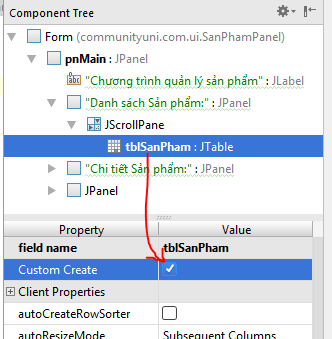 Component Tree
Form (communityuni.com.ui.SanPhamPanel)
pnMain : JPanel
"Chương trình quản lý sản phẩm" : JLabel
"Danh sách Sản phẩm:" : JPanel
JScrollPane
tblSanPham : JTable
"Chi tiết Sản phẩm:" : JPanel
JPanel
Property Value
field name tblSanPham
Custom Create
Client Properties
autoCreateRowSorter
autoResizeMode Subsequent Columns